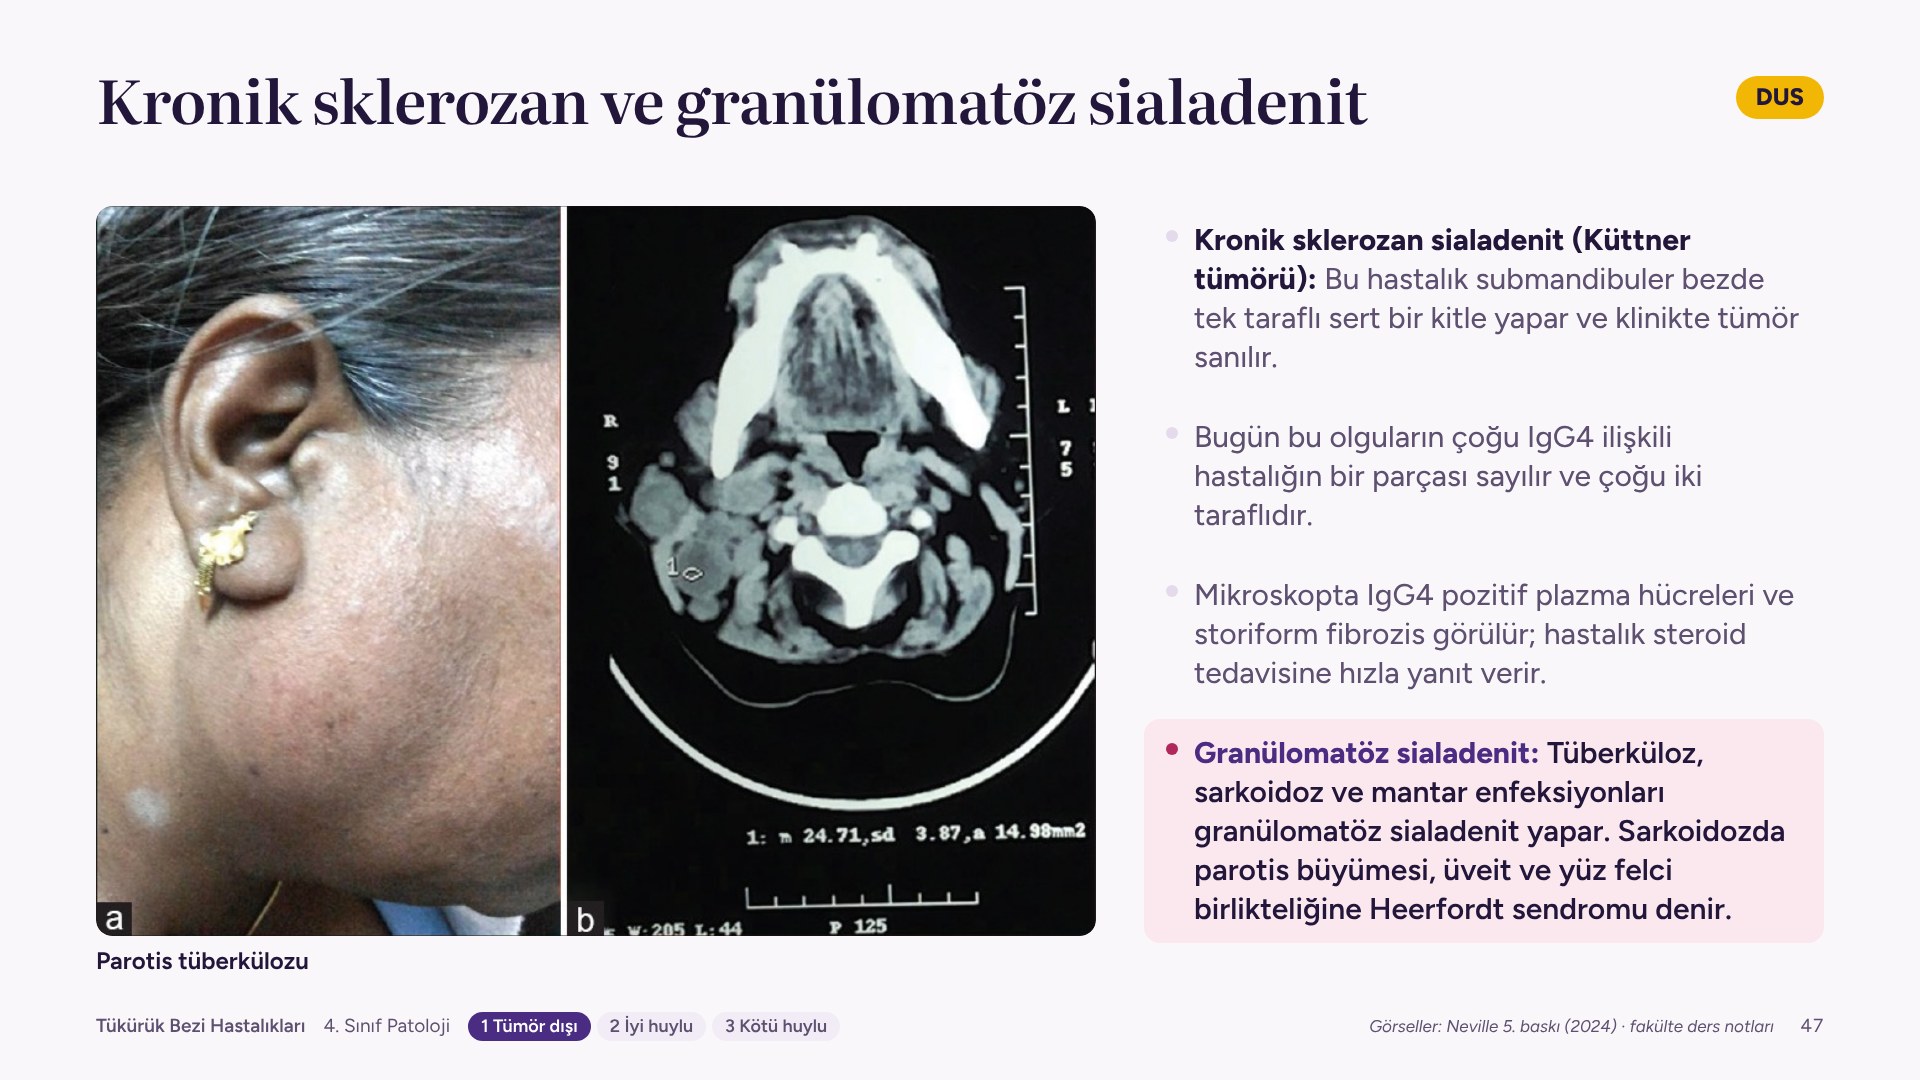 Kronik sklerozan ve granülomatöz sialadenit
DUS
R
9
1
L
7
5
1
1: m 24.71,sd 3.87,a 14.98mm2
W:205 L:44
P 125
a
b
Parotis tüberkülozu
Kronik sklerozan sialadenit (Küttner
tümörü): Bu hastalık submandibuler bezde
tek taraflı sert bir kitle yapar ve klinikte tümör
sanılır.
Bugün bu olguların çoğu IgG4 ilişkili
hastalığın bir parçası sayılır ve çoğu iki
taraflıdır.
Mikroskopta IgG4 pozitif plazma hücreleri ve
storiform fibrozis görülür; hastalık steroid
tedavisine hızla yanıt verir.
Granülomatöz sialadenit: Tüberküloz,
sarkoidoz ve mantar enfeksiyonları
granülomatöz sialadenit yapar. Sarkoidozda
parotis büyümesi, üveit ve yüz felci
birlikteliğine Heerfordt sendromu denir.
Tükürük Bezi Hastalıkları 4. Sınıf Patoloji 1 Tümör dışı 2 İyi huylu 3 Kötü huylu
Görseller: Neville 5. baskı (2024) · fakülte ders notları 47